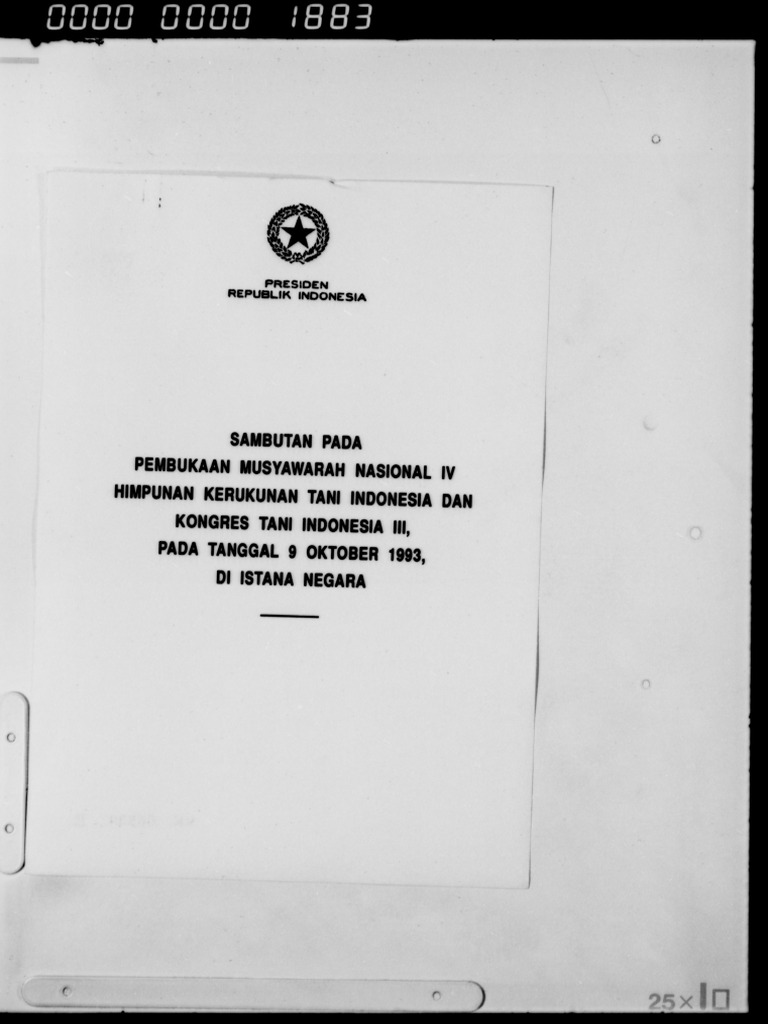 0000 0000 1883
PRESIDEN
REPUBLIK INDONESIA
SAMBUTAN PADA
PEMBUKAAN MUSYAWARAH NASIONAL IV
HIMPUNAN KERUKUNAN TANI INDONESIA DAN
KONGRES TANI INDONESIA III,
PADA TANGGAL 9 OKTOBER 1993,
DI ISTANA NEGARA
25×